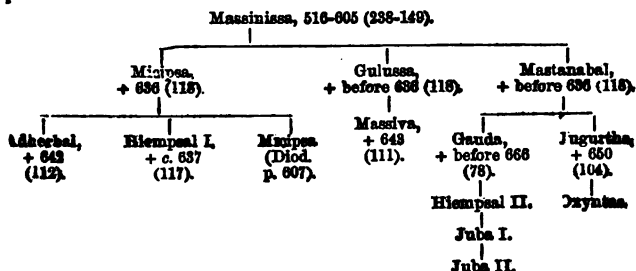 Massinissa, 516-605 (238-149).
Micipsa, Gulussa, Mastanabal,
+ 636 (118). + before 636 (118). + before 636 (118).
Adherbal, Hiempsal I, Micipsa Massiva, Gauda, Jugurtha,
+ 642 + c. 637 (Diod. + 643 + before 666 + 650
(112). (117). p. 607). (111). (78). (104).
Hiempsal II. Oxyntas.
Juba I.
Juba II.